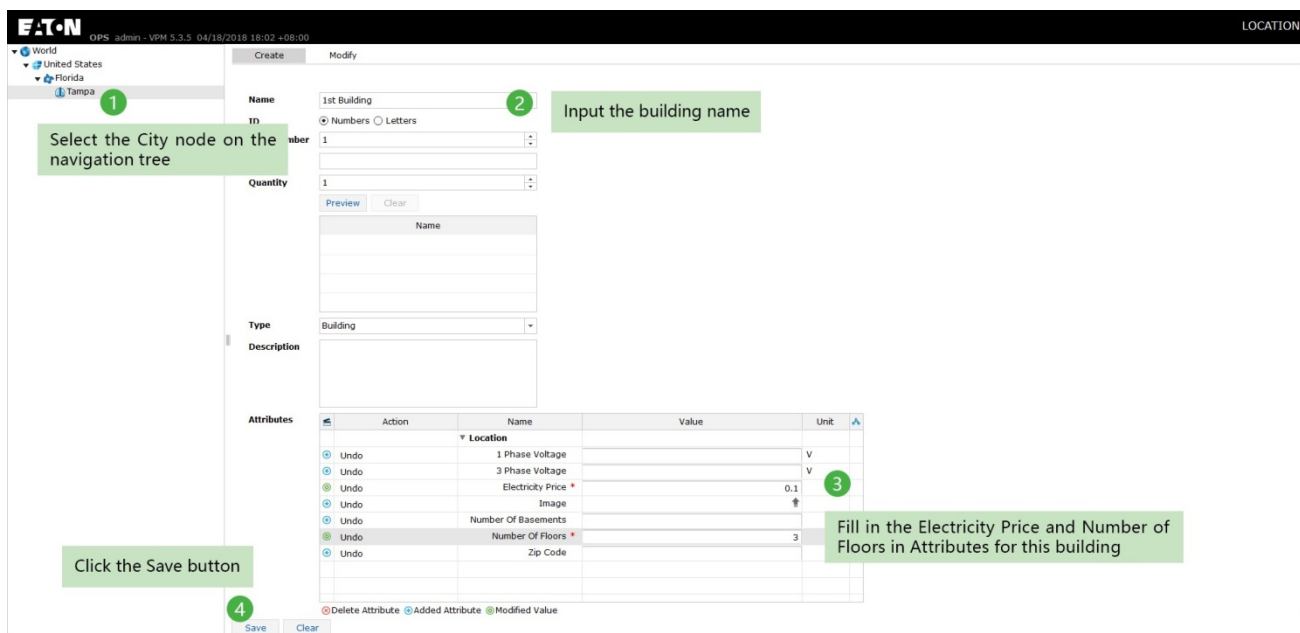 EATON OPS admin - VPM 5.3.5 04/18/2018 18:02 +08:00
LOCATION
World
United States
Florida
Tampa
1
Select the City node on the
navigation tree
Create Modify
Name 1st Building
2
Input the building name
ID Numbers Letters
mber 1
Quantity 1
Preview Clear
Name
Type Building
Description
Attributes
Action Name Value Unit
Location
Undo 1 Phase Voltage V
Undo 3 Phase Voltage V
Undo Electricity Price * 0.1
Undo Image
Undo Number Of Basements
Undo Number Of Floors * 3
Undo Zip Code
3
Fill in the Electricity Price and Number of
Floors in Attributes for this building
Delete Attribute Added Attribute Modified Value
Click the Save button
4
Save Clear